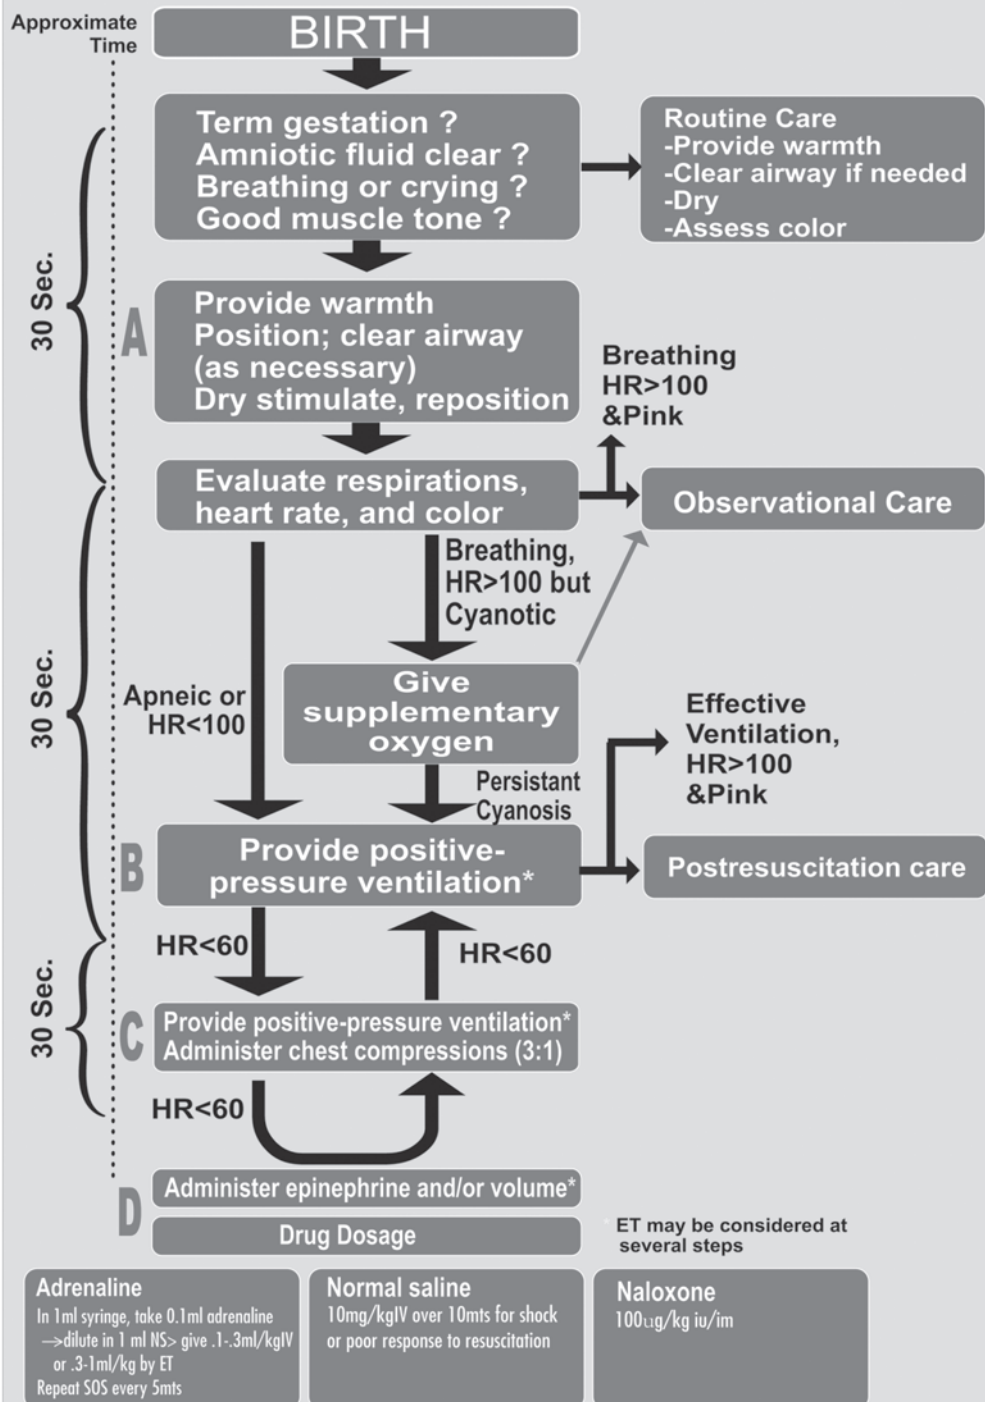 Approximate
Time
BIRTH
Term gestation ?
Amniotic fluid clear ?
Breathing or crying ?
Good muscle tone ?
Routine Care
-Provide warmth
-Clear airway if needed
-Dry
-Assess color
30 Sec.
A
Provide warmth
Position; clear airway
(as necessary)
Dry stimulate, reposition
Breathing
HR>100
&Pink
Evaluate respirations,
heart rate, and color
Observational Care
30 Sec.
Breathing,
HR>100 but
Cyanotic
Apneic or
HR<100
Give
supplementary
oxygen
Persistant
Cyanosis
Effective
Ventilation,
HR>100
&Pink
B
Provide positive-
pressure ventilation*
Postresuscitation care
HR<60
HR<60
30 Sec.
C
Provide positive-pressure ventilation*
Administer chest compressions (3:1)
HR<60
D
Administer epinephrine and/or volume*
Drug Dosage
* ET may be considered at
several steps
Adrenaline
In 1ml syringe, take 0.1ml adrenaline
→dilute in 1 ml NS> give .1-.3ml/kgIV
or .3-1ml/kg by ET
Repeat SOS every 5mts
Normal saline
10mg/kgIV over 10mts for shock
or poor response to resuscitation
Naloxone
100ug/kg iu/im